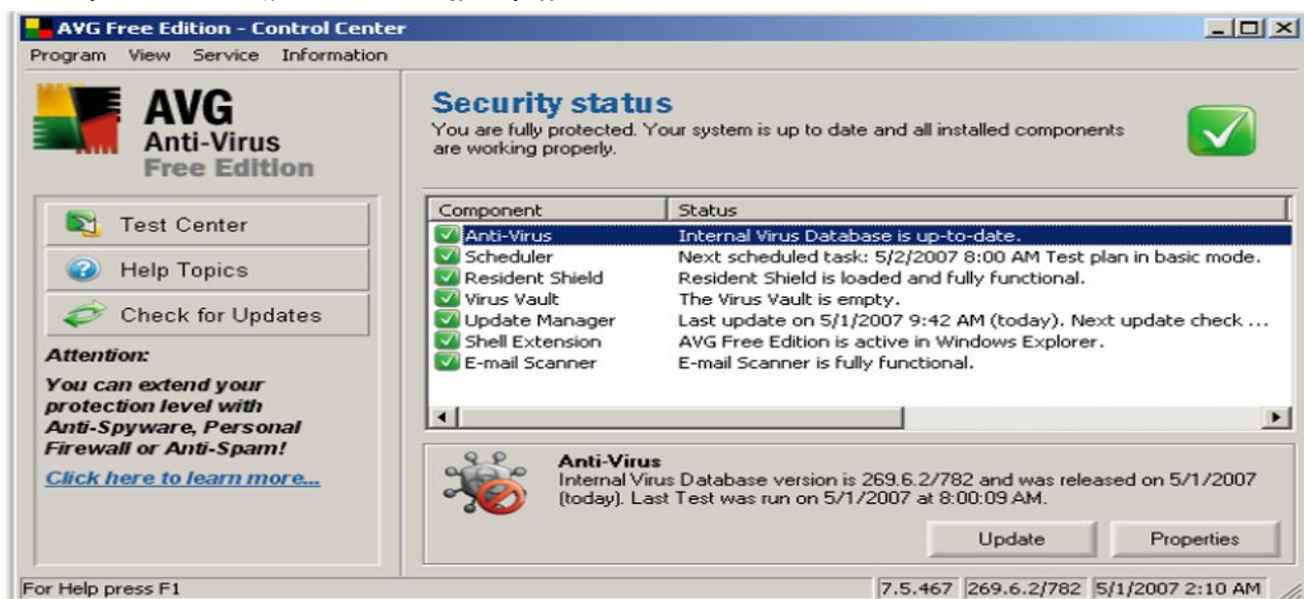 AVG Free Edition - Control Center
Program View Service Information
AVG
Anti-Virus
Free Edition
Test Center
Help Topics
Check for Updates
Attention:
You can extend your
protection level with
Anti-Spyware, Personal
Firewall or Anti-Spam!
Click here to learn more...
Security status
You are fully protected. Your system is up to date and all installed components
are working properly.
Component Status
Anti-Virus Internal Virus Database is up-to-date.
Scheduler Next scheduled task: 5/2/2007 8:00 AM Test plan in basic mode.
Resident Shield Resident Shield is loaded and fully functional.
Virus Vault The Virus Vault is empty.
Update Manager Last update on 5/1/2007 9:42 AM (today). Next update check ...
Shell Extension AVG Free Edition is active in Windows Explorer.
E-mail Scanner E-mail Scanner is fully functional.
Anti-Virus
Internal Virus Database version is 269.6.2/782 and was released on 5/1/2007
(today). Last Test was run on 5/1/2007 at 8:00:09 AM.
Update Properties
For Help press F1 7.5.467 269.6.2/782 5/1/2007 2:10 AM